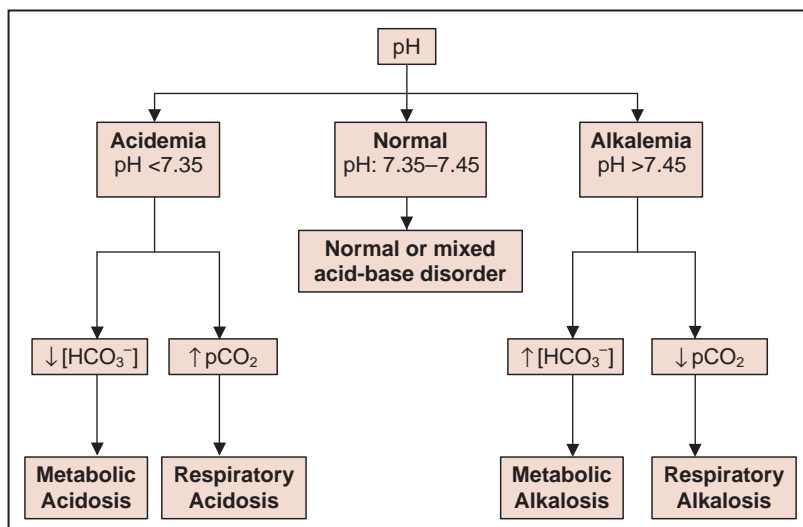 pH
Acidemia
pH <7.35
Normal
pH: 7.35–7.45
Alkalemia
pH >7.45
Normal or mixed
acid-base disorder
↓[HCO₃⁻]
↑pCO₂
↑[HCO₃⁻]
↓pCO₂
Metabolic
Acidosis
Respiratory
Acidosis
Metabolic
Alkalosis
Respiratory
Alkalosis